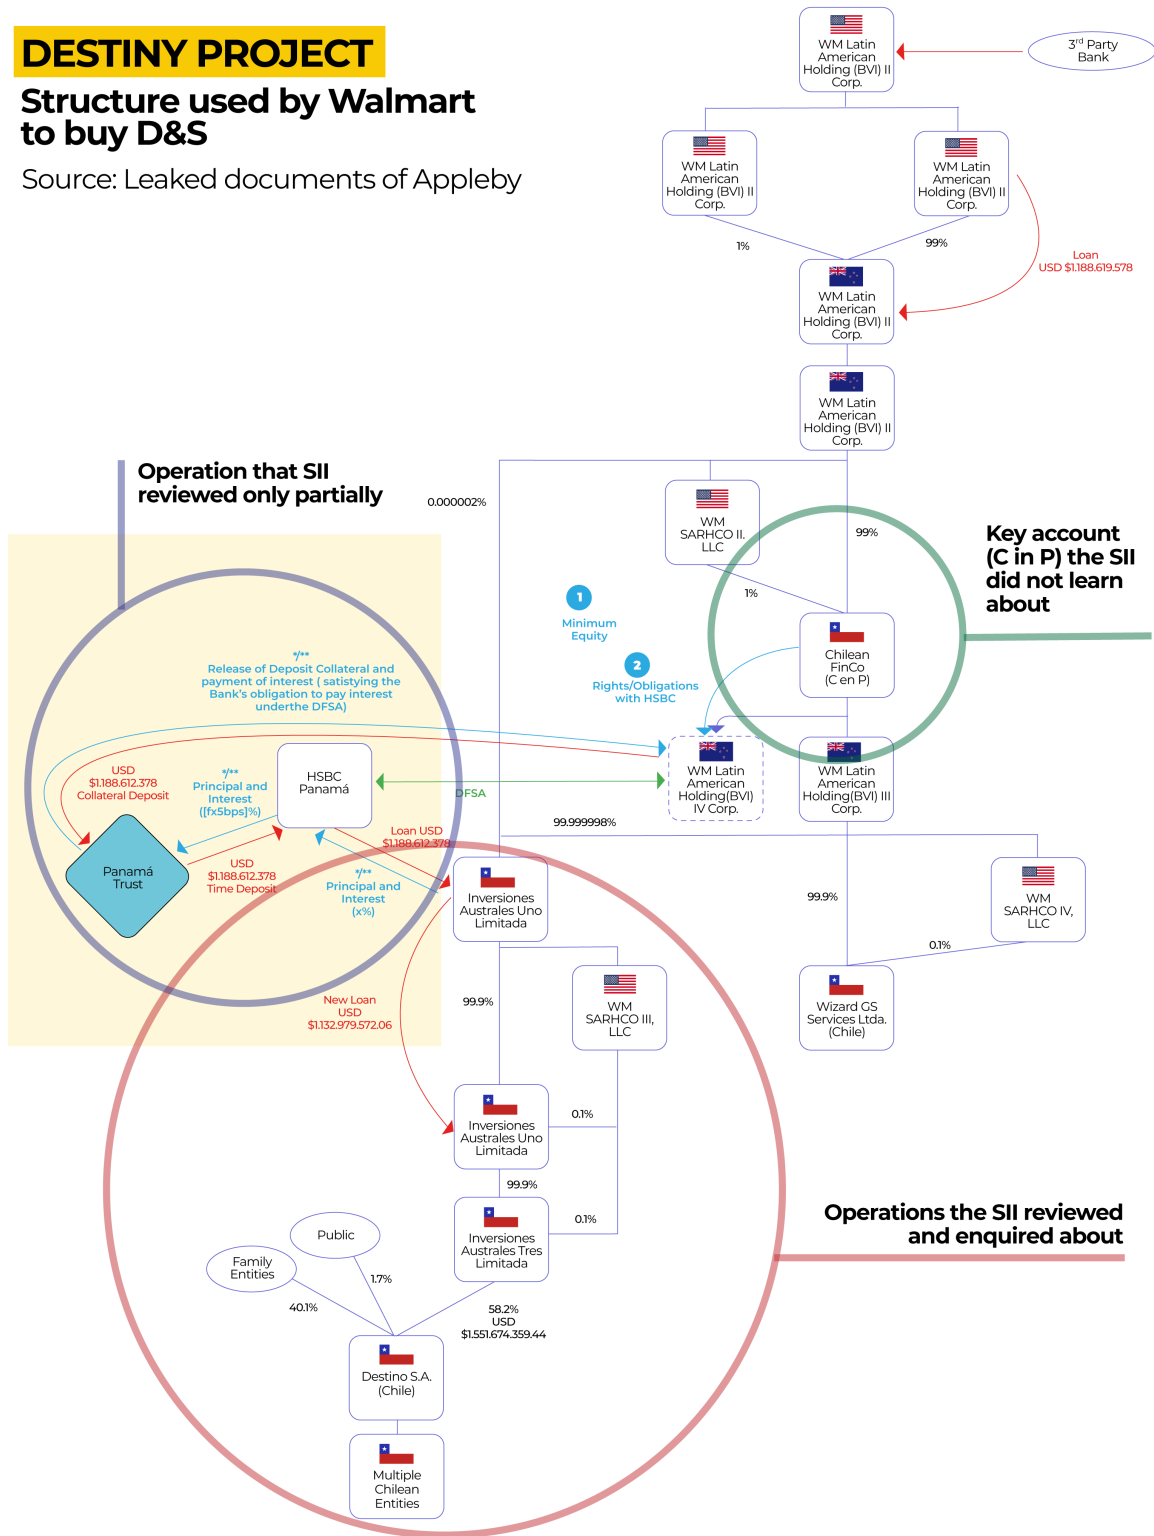 DESTINY PROJECT
Structure used by Walmart
to buy D&S
Source: Leaked documents of Appleby
WM Latin
American
Holding (BVI) II
Corp.
3rd Party
Bank
WM Latin
American
Holding (BVI) II
Corp.
WM Latin
American
Holding (BVI) II
Corp.
1%
99%
Loan
USD $1.188.619.578
WM Latin
American
Holding (BVI) II
Corp.
WM Latin
American
Holding (BVI) II
Corp.
Operation that SII
reviewed only partially
0.000002%
WM
SARHCO II.
LLC
99%
Key account
(C in P) the SII
did not learn
about
1%
1
Minimum
Equity
Chilean
FinCo
(C en P)
2
Rights/Obligations
with HSBC
*/**
Release of Deposit Collateral and
payment of interest ( satistying the
Bank's obligation to pay interest
underthe DFSA)
USD
$1.188.612.378
Collateral Deposit
*/**
Principal and
Interest
([fx5bps]%)
HSBC
Panamá
DFSA
WM Latin
American
Holding(BVI)
IV Corp.
WM Latin
American
Holding(BVI) III
Corp.
99.999998%
Loan USD
$1.188.612.378
Panamá
Trust
USD
$1.188.612.378
Time Deposit
*/**
Principal and
Interest
(x%)
Inversiones
Australes Uno
Limitada
99.9%
WM
SARHCO IV,
LLC
0.1%
New Loan
USD
$1.132.979.572.06
99.9%
WM
SARHCO III,
LLC
Wizard GS
Services Ltda.
(Chile)
Inversiones
Australes Uno
Limitada
0.1%
99.9%
Inversiones
Australes Tres
Limitada
0.1%
Operations the SII reviewed
and enquired about
Public
Family
Entities
1.7%
40.1%
58.2%
USD
$1.551.674.359.44
Destino S.A.
(Chile)
Multiple
Chilean
Entities